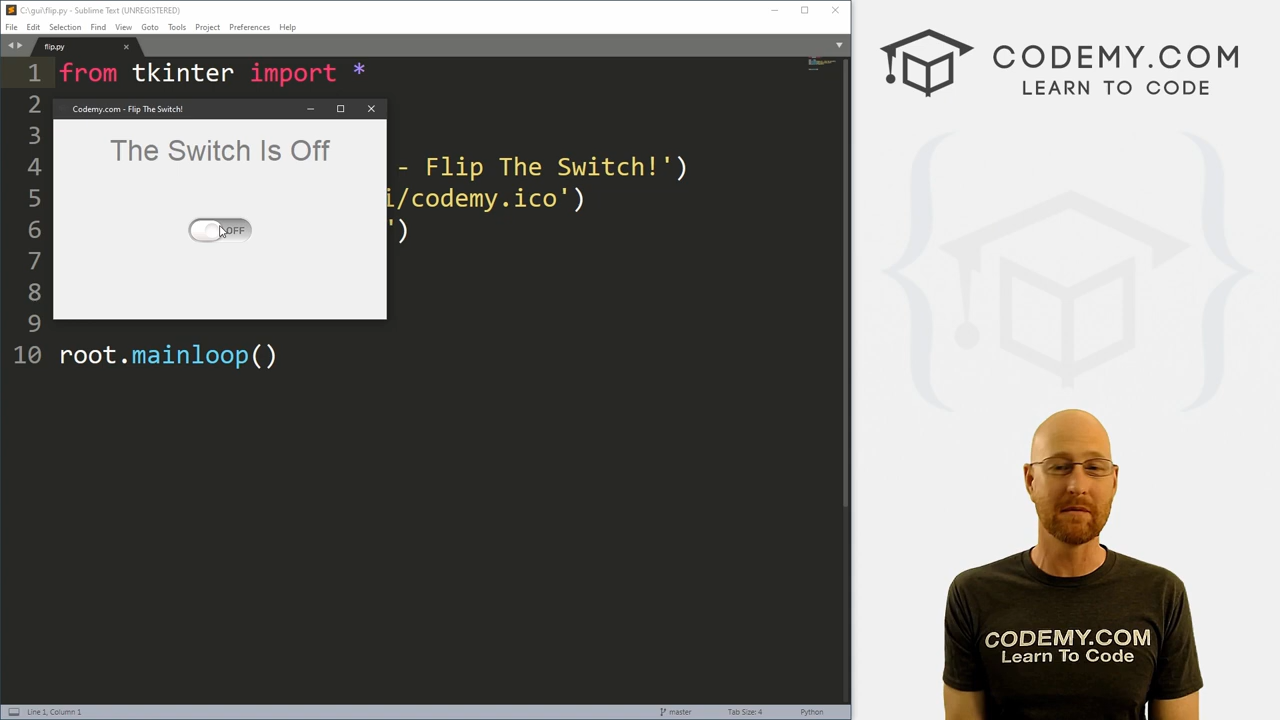 C:\gui\flip.py - Sublime Text (UNREGISTERED)
File Edit Selection Find View Goto Tools Project Preferences Help
flip.py
1 from tkinter import *
2
Codemy.com - Flip The Switch!
3
The Switch Is Off
4 - Flip The Switch!')
5 i/codemy.ico')
6 ')
OFF
7
8
9
10 root.mainloop()
Line 1, Column 1
master
Tab Size: 4
Python
CODEMY.COM
LEARN TO CODE
CODEMY.COM
Learn To Code